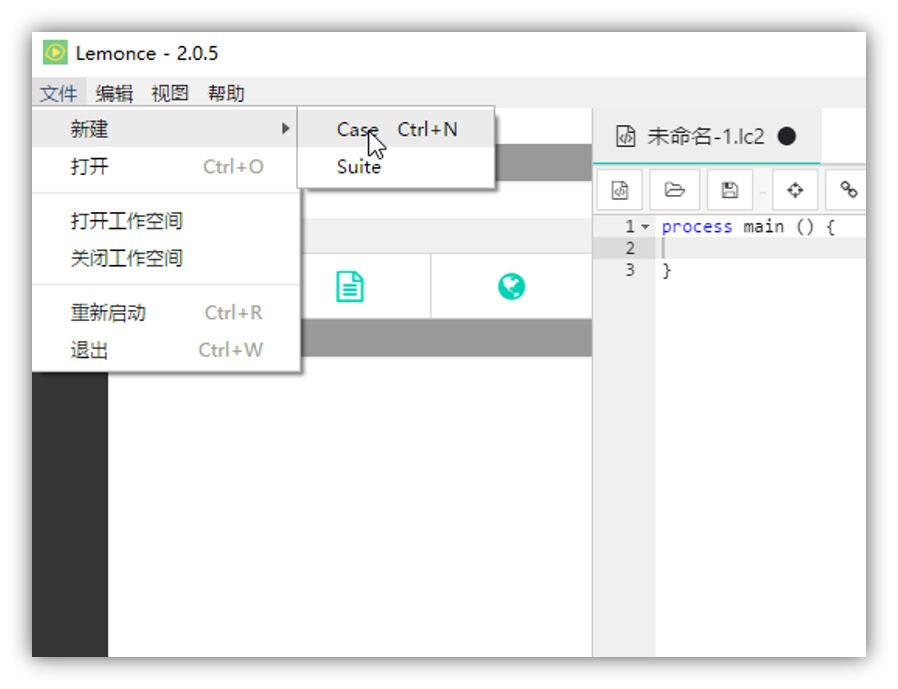 Lemonce - 2.0.5
文件 编辑 视图 帮助
新建
Case Ctrl+N
Suite
打开 Ctrl+O
打开工作空间
关闭工作空间
重新启动 Ctrl+R
退出 Ctrl+W
未命名-1.lc2
1 process main () {
2
3 }